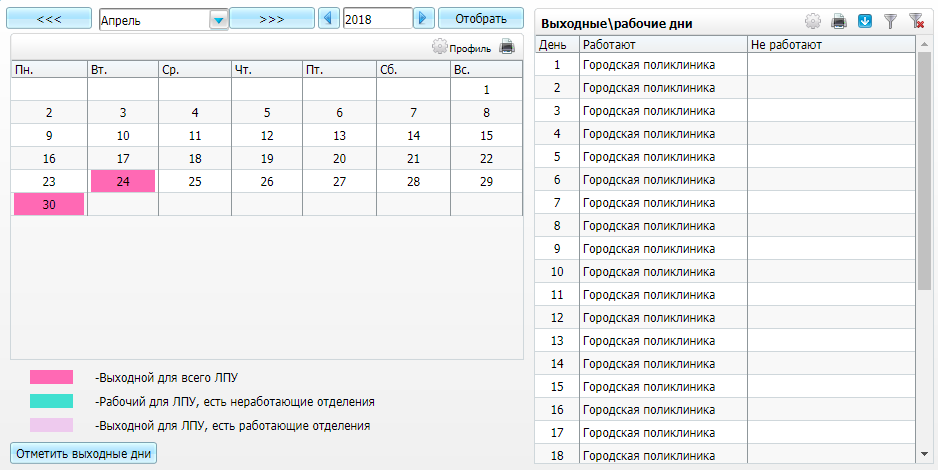 <<< Апрель >>> 2018 Отобрать
Профиль
Пн. Вт. Ср. Чт. Пт. Сб. Вс.
1
2 3 4 5 6 7 8
9 10 11 12 13 14 15
16 17 18 19 20 21 22
23 24 25 26 27 28 29
30
-Выходной для всего ЛПУ
-Рабочий для ЛПУ, есть неработающие отделения
-Выходной для ЛПУ, есть работающие отделения
Отметить выходные дни
Выходные\рабочие дни
День Работают Не работают
1 Городская поликлиника
2 Городская поликлиника
3 Городская поликлиника
4 Городская поликлиника
5 Городская поликлиника
6 Городская поликлиника
7 Городская поликлиника
8 Городская поликлиника
9 Городская поликлиника
10 Городская поликлиника
11 Городская поликлиника
12 Городская поликлиника
13 Городская поликлиника
14 Городская поликлиника
15 Городская поликлиника
16 Городская поликлиника
17 Городская поликлиника
18 Городская поликлиника